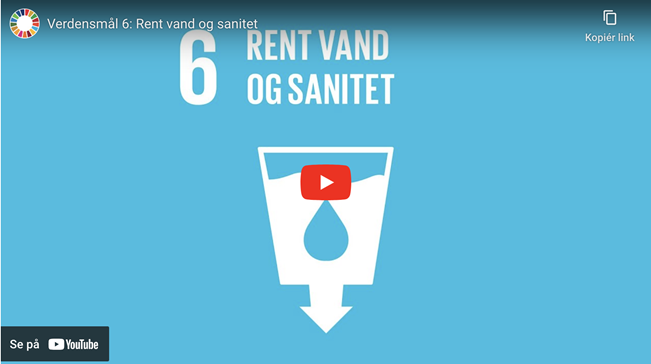 Verdensmål 6: Rent vand og sanitet
Kopiér link
6 RENT VAND
OG SANITET
Se på YouTube